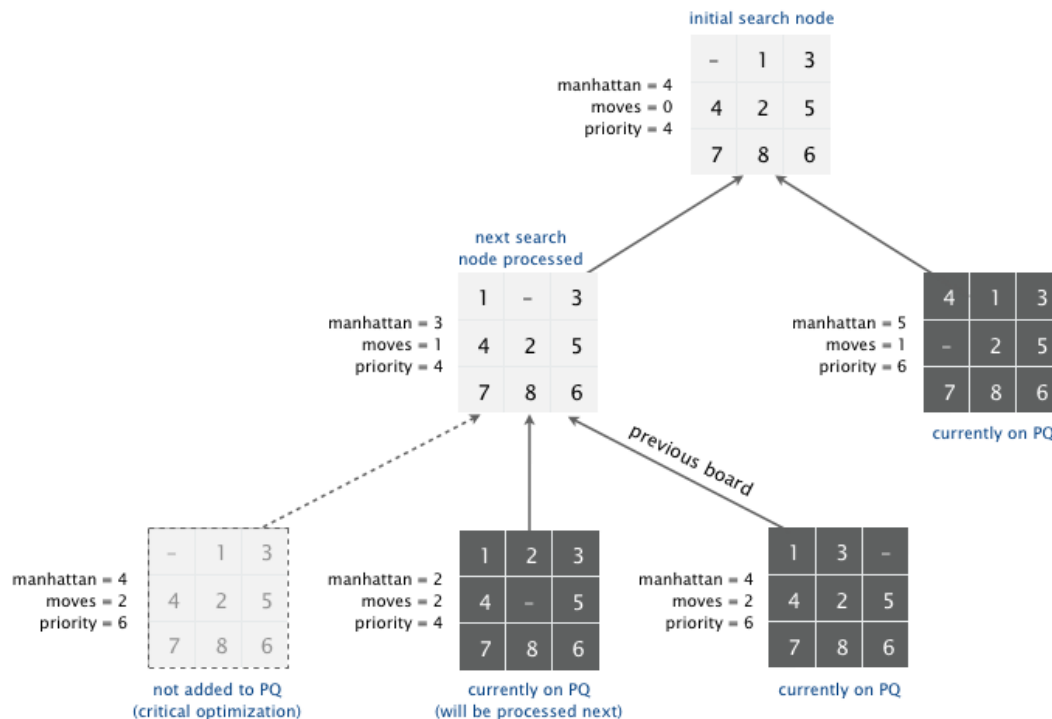 initial search node
- 1 3
manhattan = 4
moves = 0
priority = 4
4 2 5
7 8 6
next search
node processed
1 - 3
manhattan = 3
moves = 1
priority = 4
4 2 5
7 8 6
4 1 3
manhattan = 5
moves = 1
priority = 6
- 2 5
7 8 6
currently on PQ
previous board
- 1 3
manhattan = 4
moves = 2
priority = 6
4 2 5
7 8 6
not added to PQ
(critical optimization)
1 2 3
manhattan = 2
moves = 2
priority = 4
4 - 5
7 8 6
currently on PQ
(will be processed next)
1 3 -
manhattan = 4
moves = 2
priority = 6
4 2 5
7 8 6
currently on PQ